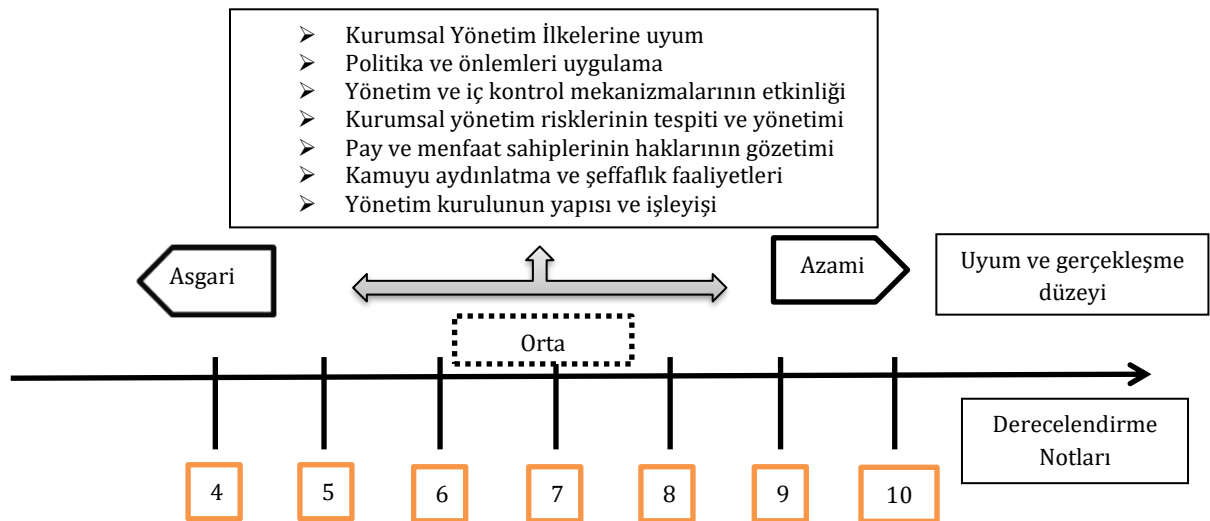 Kurumsal Yönetim İlkelerine uyum
Politika ve önlemleri uygulama
Yönetim ve iç kontrol mekanizmalarının etkinliği
Kurumsal yönetim risklerinin tespiti ve yönetimi
Pay ve menfaat sahiplerinin haklarının gözetimi
Kamuyu aydınlatma ve şeffaflık faaliyetleri
Yönetim kurulunun yapısı ve işleyişi
Asgari
Azami
Uyum ve gerçekleşme
düzeyi
Orta
Derecelendirme
Notları
4
5
6
7
8
9
10